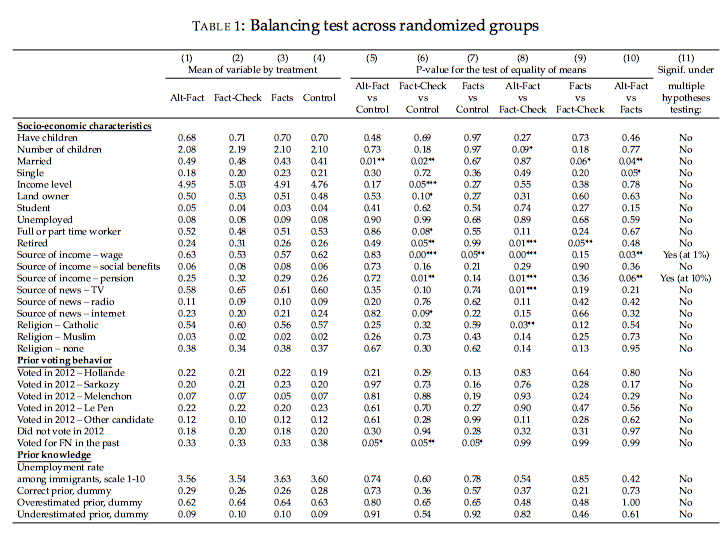 TABLE 1: Balancing test across randomized groups
(1) (2) (3) (4) (5) (6) (7) (8) (9) (10) (11)
Mean of variable by treatment P-value for the test of equality of means Signif. under
Alt-Fact Fact-Check Facts Alt-Fact Facts Alt-Fact multiple
Alt-Fact Fact-Check Facts Control vs vs vs vs vs vs hypotheses
Control Control Control Fact-Check Fact-Check Facts testing:
Socio-economic characteristics
Have children 0.68 0.71 0.70 0.70 0.48 0.69 0.97 0.27 0.73 0.46 No
Number of children 2.08 2.19 2.10 2.10 0.73 0.18 0.97 0.09* 0.18 0.77 No
Married 0.49 0.48 0.43 0.41 0.01** 0.02** 0.67 0.87 0.06* 0.04** No
Single 0.18 0.20 0.23 0.21 0.30 0.72 0.36 0.49 0.20 0.05* No
Income level 4.95 5.03 4.91 4.76 0.17 0.05*** 0.27 0.55 0.38 0.78 No
Land owner 0.50 0.53 0.51 0.48 0.53 0.10* 0.27 0.31 0.60 0.63 No
Student 0.05 0.04 0.03 0.04 0.41 0.62 0.54 0.74 0.27 0.15 No
Unemployed 0.08 0.08 0.09 0.08 0.90 0.99 0.68 0.89 0.68 0.59 No
Full or part time worker 0.52 0.48 0.51 0.53 0.86 0.08* 0.55 0.11 0.24 0.67 No
Retired 0.24 0.31 0.26 0.26 0.49 0.05** 0.99 0.01*** 0.05** 0.48 No
Source of income – wage 0.63 0.53 0.57 0.62 0.83 0.00*** 0.05** 0.00*** 0.15 0.03** Yes (at 1%)
Source of income – social benefits 0.06 0.08 0.08 0.06 0.73 0.16 0.21 0.29 0.90 0.36 No
Source of income – pension 0.25 0.32 0.29 0.26 0.72 0.01** 0.14 0.01*** 0.36 0.06** Yes (at 10%)
Source of news – TV 0.58 0.65 0.61 0.60 0.35 0.10 0.74 0.01*** 0.19 0.21 No
Source of news – radio 0.11 0.09 0.10 0.09 0.20 0.76 0.62 0.11 0.42 0.42 No
Source of news – internet 0.23 0.20 0.21 0.24 0.82 0.09* 0.22 0.15 0.66 0.32 No
Religion – Catholic 0.54 0.60 0.56 0.57 0.25 0.32 0.59 0.03** 0.12 0.54 No
Religion – Muslim 0.03 0.02 0.02 0.02 0.26 0.73 0.43 0.14 0.25 0.73 No
Religion – none 0.38 0.34 0.38 0.37 0.67 0.30 0.62 0.14 0.13 0.95 No
Prior voting behavior
Voted in 2012 – Hollande 0.22 0.21 0.22 0.19 0.21 0.29 0.13 0.83 0.64 0.80 No
Voted in 2012 – Sarkozy 0.20 0.21 0.23 0.20 0.97 0.73 0.16 0.76 0.28 0.17 No
Voted in 2012 – Melenchon 0.07 0.07 0.05 0.07 0.81 0.88 0.19 0.93 0.24 0.29 No
Voted in 2012 – Le Pen 0.22 0.22 0.20 0.23 0.61 0.70 0.27 0.90 0.47 0.56 No
Voted in 2012 – Other candidate 0.12 0.10 0.12 0.12 0.61 0.28 0.99 0.11 0.28 0.62 No
Did not vote in 2012 0.18 0.20 0.18 0.20 0.30 0.94 0.28 0.32 0.31 0.97 No
Voted for FN in the past 0.33 0.33 0.33 0.38 0.05* 0.05** 0.05* 0.99 0.99 0.99 No
Prior knowledge
Unemployment rate
among immigrants, scale 1-10 3.56 3.54 3.63 3.60 0.74 0.60 0.78 0.54 0.85 0.42 No
Correct prior, dummy 0.29 0.26 0.26 0.28 0.73 0.36 0.57 0.37 0.21 0.73 No
Overestimated prior, dummy 0.62 0.64 0.64 0.63 0.80 0.65 0.65 0.48 0.48 1.00 No
Underestimated prior, dummy 0.09 0.10 0.10 0.09 0.91 0.54 0.92 0.82 0.46 0.61 No